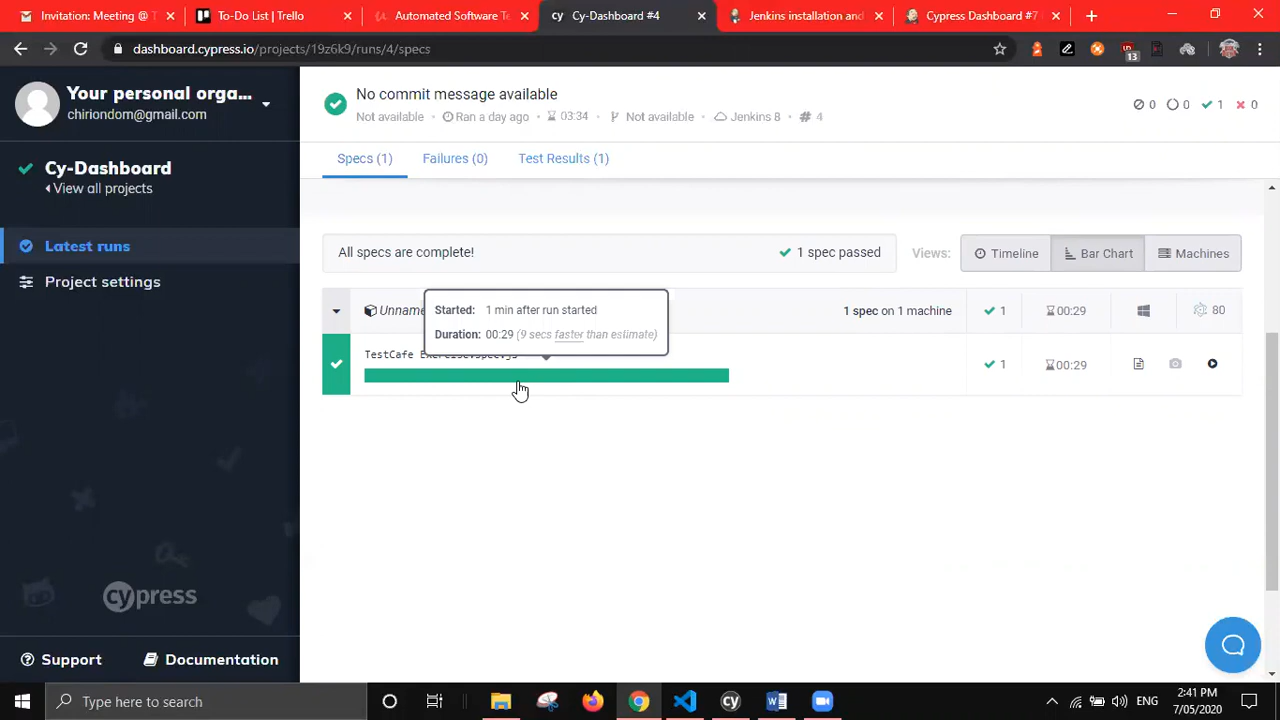 Invitation: Meeting @ T
To-Do List | Trello
Automated Software Te
cy Cy-Dashboard #4
Jenkins installation and
Cypress Dashboard #7
dashboard.cypress.io/projects/19z6k9/runs/4/specs
13
Your personal orga...
chiriondom@gmail.com
Cy-Dashboard
View all projects
Latest runs
Project settings
cypress
Support
Documentation
No commit message available
Not available
Ran a day ago
03:34
Not available
Jenkins 8
# 4
0 0 1 0
Specs (1)
Failures (0)
Test Results (1)
All specs are complete!
1 spec passed
Views:
Timeline
Bar Chart
Machines
Unname
1 spec on 1 machine
1
00:29
80
Started: 1 min after run started
Duration: 00:29 (9 secs faster than estimate)
TestCafe Exercise.spec.js
1
00:29
Type here to search
cy
ENG
2:41 PM
7/05/2020